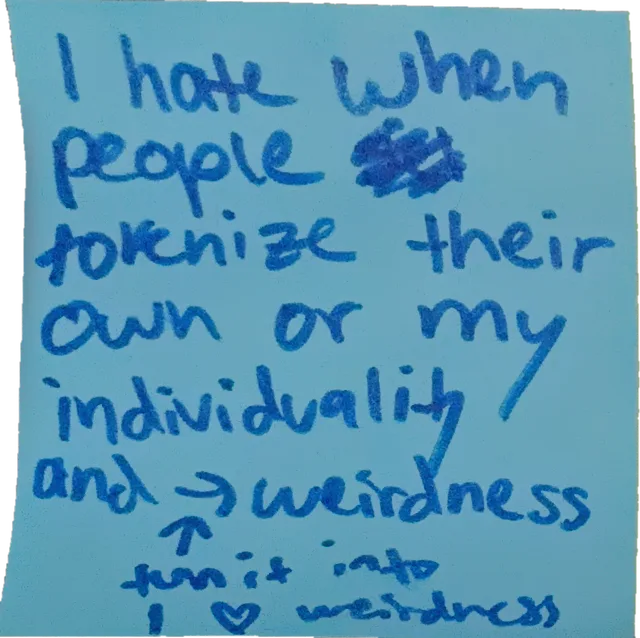 I hate when
people
tokenize their
own or my
individuality
and → weirdness
↑
turn it into
I ♡ weirdness